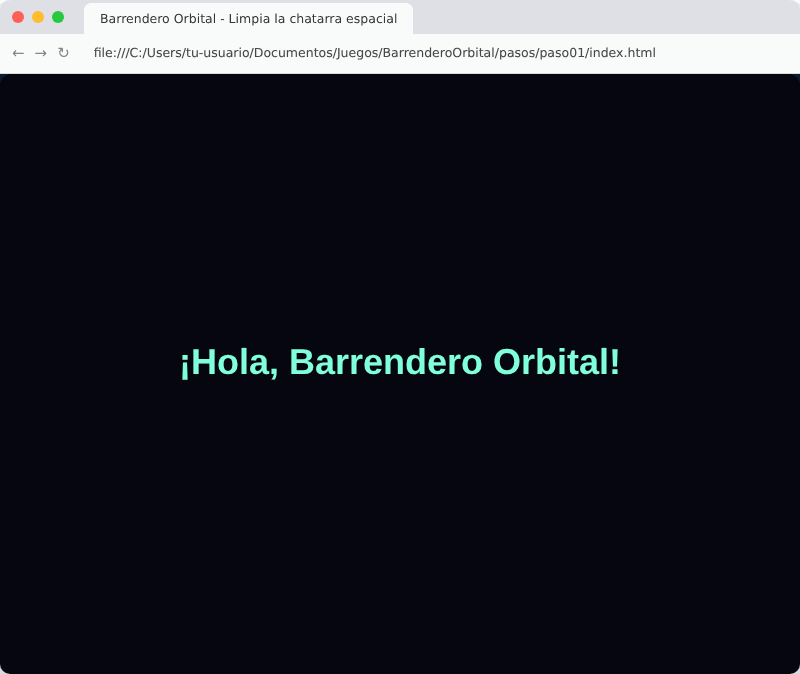 Barrendero Orbital - Limpia la chatarra espacial
← → ↻ file:///C:/Users/tu-usuario/Documentos/Juegos/BarrenderoOrbital/pasos/paso01/index.html
¡Hola, Barrendero Orbital!